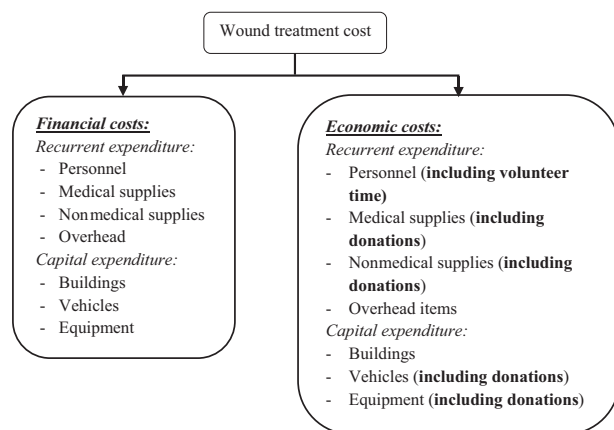 Wound treatment cost
Financial costs:
Recurrent expenditure:
- Personnel
- Medical supplies
- Nonmedical supplies
- Overhead
Capital expenditure:
- Buildings
- Vehicles
- Equipment
Economic costs:
Recurrent expenditure:
- Personnel (including volunteer
time)
- Medical supplies (including
donations)
- Nonmedical supplies (including
donations)
- Overhead items
Capital expenditure:
- Buildings
- Vehicles (including donations)
- Equipment (including donations)